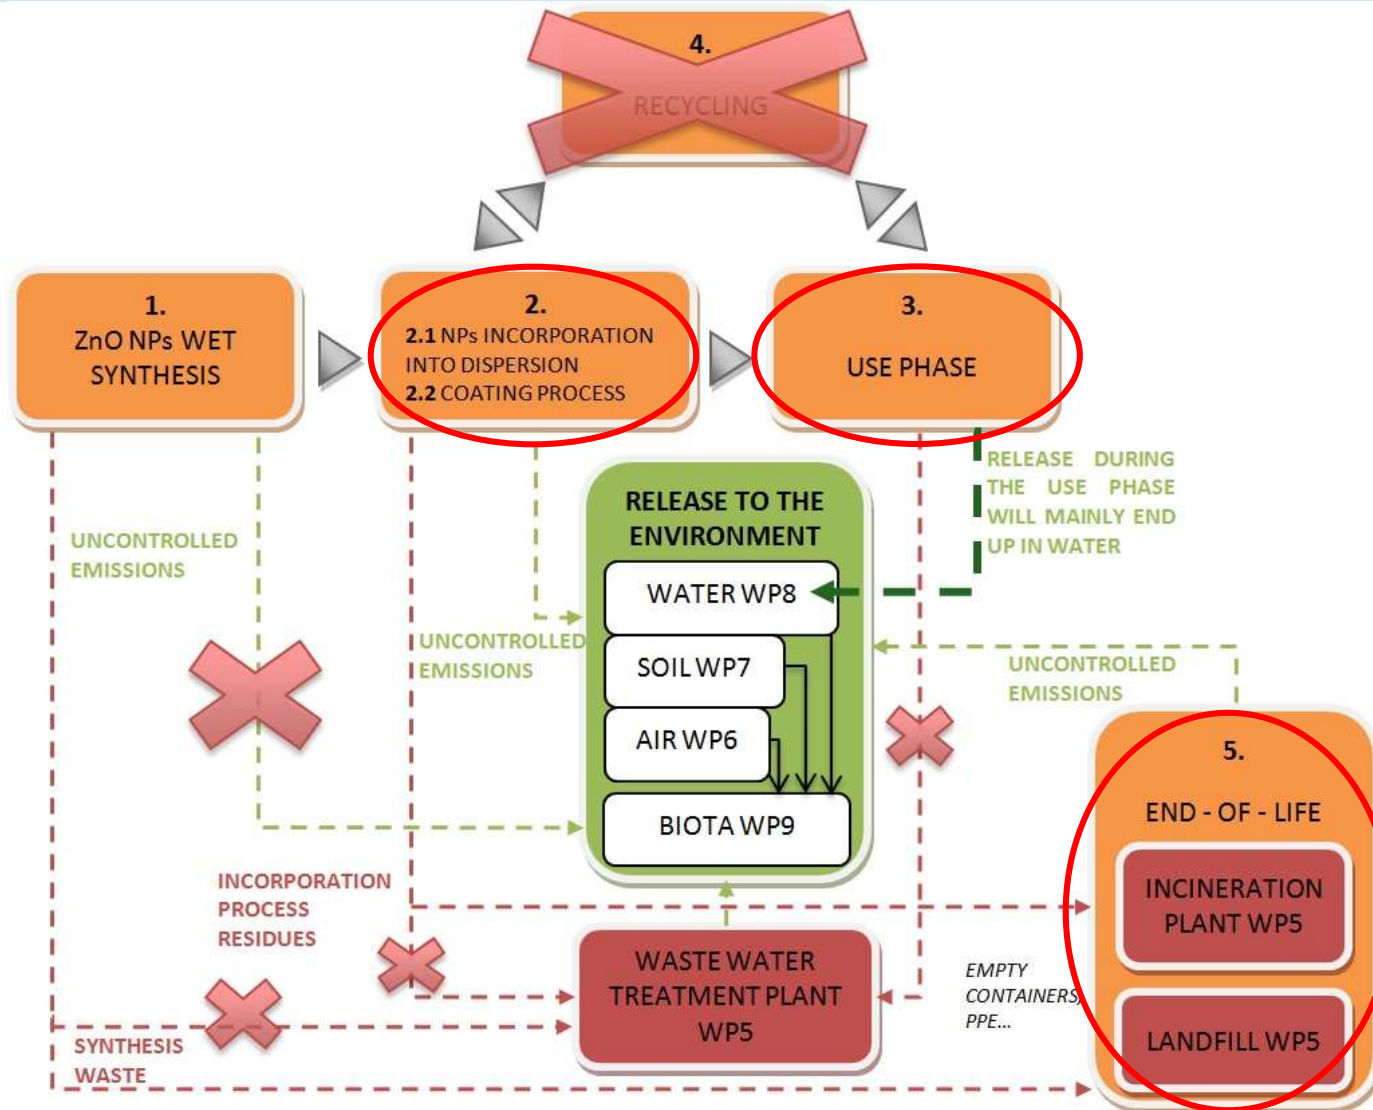 4.
RECYCLING
1.
ZnO NPs WET
SYNTHESIS
2.
2.1 NPs INCORPORATION
INTO DISPERSION
2.2 COATING PROCESS
3.
USE PHASE
RELEASE DURING
THE USE PHASE
WILL MAINLY END
UP IN WATER
UNCONTROLLED
EMISSIONS
RELEASE TO THE
ENVIRONMENT
WATER WP8
SOIL WP7
AIR WP6
BIOTA WP9
UNCONTROLLED
EMISSIONS
UNCONTROLLED
EMISSIONS
5.
END - OF - LIFE
INCINERATION
PLANT WP5
LANDFILL WP5
INCORPORATION
PROCESS
RESIDUES
WASTE WATER
TREATMENT PLANT
WP5
EMPTY
CONTAINERS,
PPE...
SYNTHESIS
WASTE